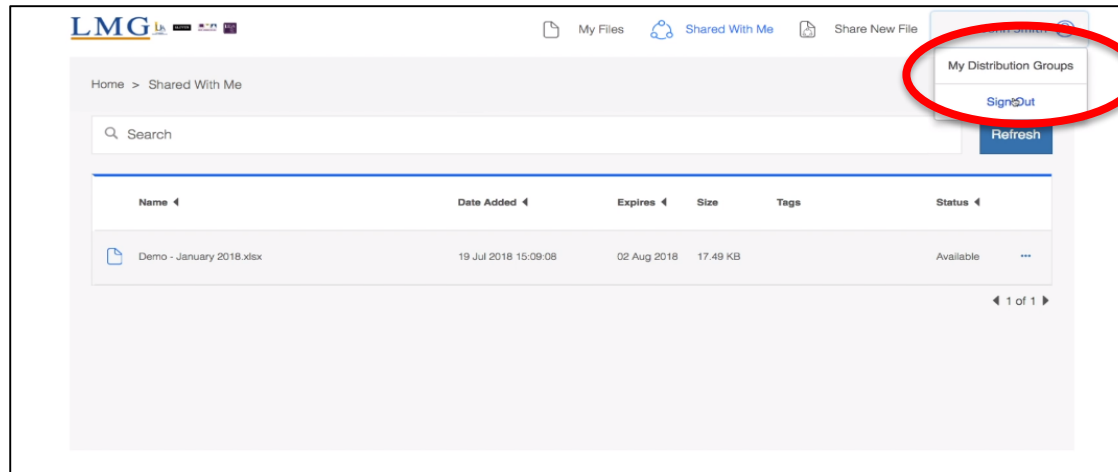 LMG
My Files
Shared With Me
Share New File
Smith
My Distribution Groups
Sign Out
Home > Shared With Me
Search
Refresh
Name
Date Added
Expires
Size
Tags
Status
Demo - January 2018.xlsx
19 Jul 2018 15:09:08
02 Aug 2018
17.49 KB
Available
...
1 of 1